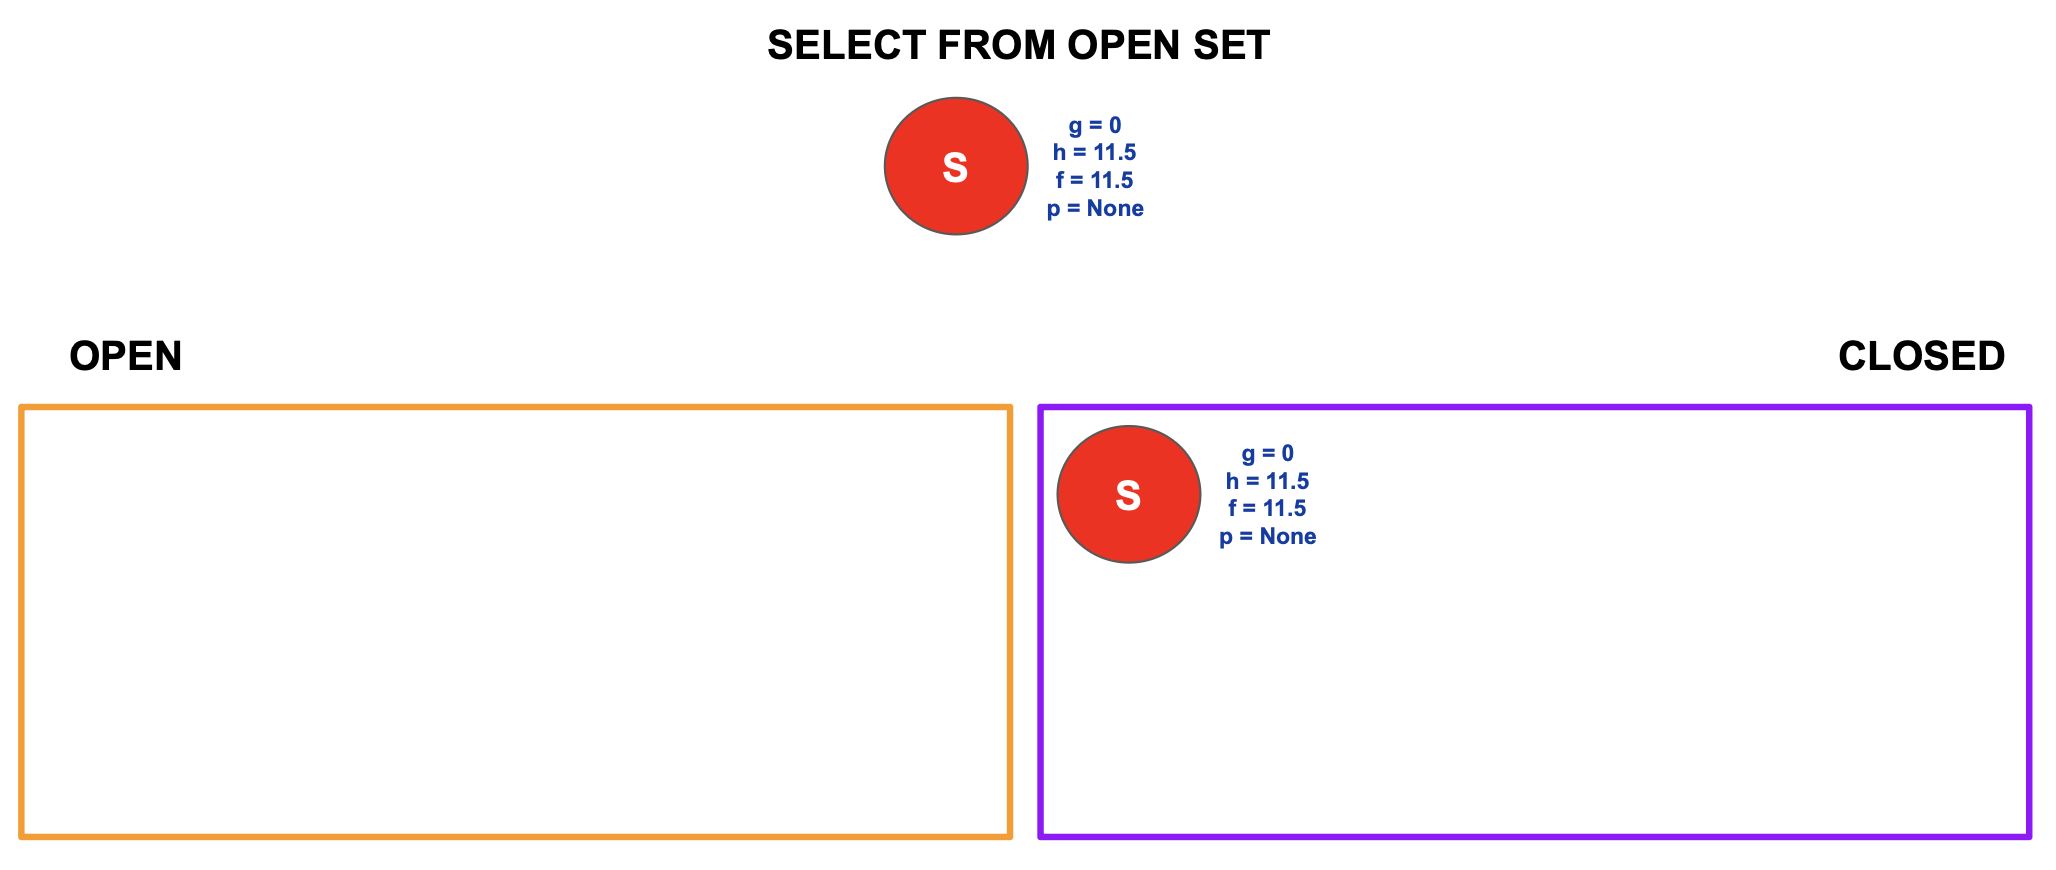 SELECT FROM OPEN SET
S
g = 0
h = 11.5
f = 11.5
p = None
OPEN
CLOSED
S
g = 0
h = 11.5
f = 11.5
p = None